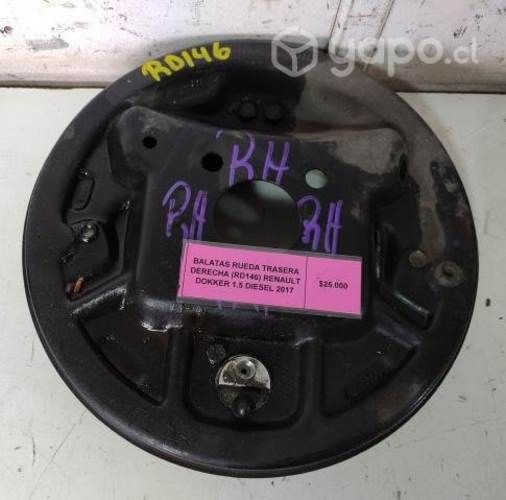 yapo.cl
RD146
RH
RH
RH
BALATAS RUEDA TRASERA
DERECHA (RD146) RENAULT
DOKKER 1.5 DIESEL 2017
$25.000